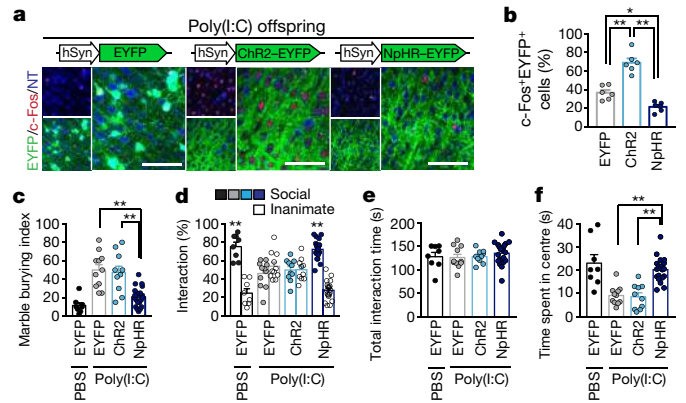 a
Poly(I:C) offspring
hSyn EYFP hSyn ChR2–EYFP hSyn NpHR–EYFP
EYFP/c-Fos/NT
b
* 
** **
c-Fos+EYFP+
cells (%)
100
80
60
40
20
0
EYFP ChR2 NpHR
c
**
**
Marble burying index
100
80
60
40
20
0
EYFP EYFP ChR2 NpHR
PBS Poly(I:C)
d
Social
Inanimate
** **
Interaction (%)
100
80
60
40
20
0
EYFP EYFP ChR2 NpHR
PBS Poly(I:C)
e
Total interaction time (s)
200
150
100
50
0
EYFP EYFP ChR2 NpHR
PBS Poly(I:C)
f
**
**
Time spent in centre (s)
40
30
20
10
0
EYFP EYFP ChR2 NpHR
PBS Poly(I:C)